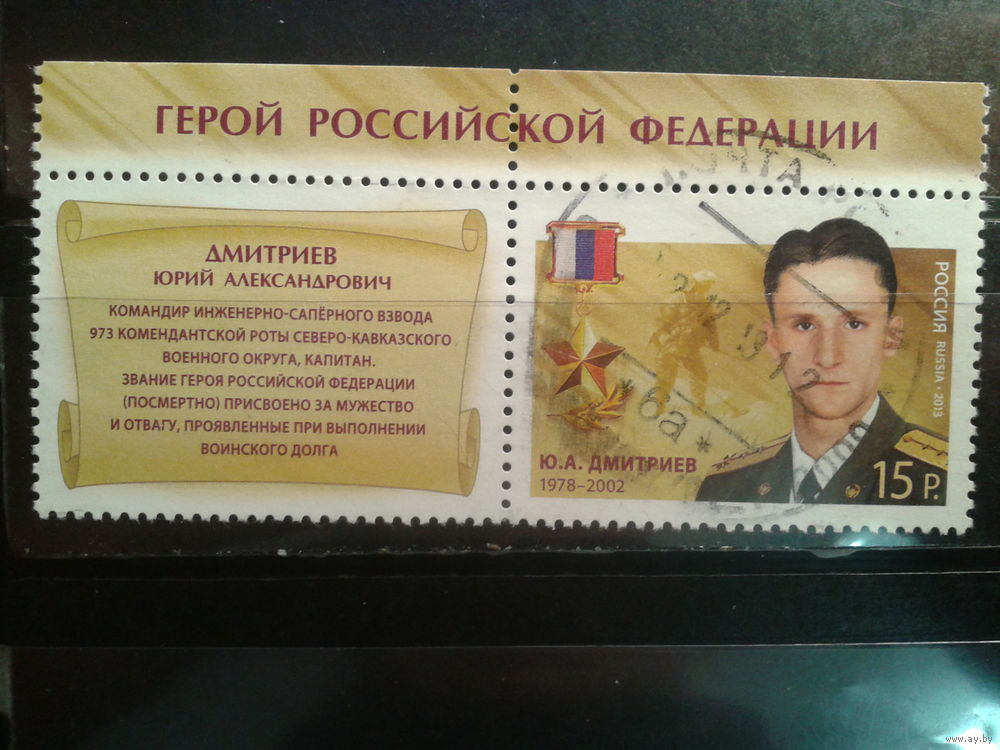 ГЕРОЙ РОССИЙСКОЙ ФЕДЕРАЦИИ
ДМИТРИЕВ
ЮРИЙ АЛЕКСАНДРОВИЧ
КОМАНДИР ИНЖЕНЕРНО-САПЁРНОГО ВЗВОДА
973 КОМЕНДАНТСКОЙ РОТЫ СЕВЕРО-КАВКАЗСКОГО
ВОЕННОГО ОКРУГА, КАПИТАН.
ЗВАНИЕ ГЕРОЯ РОССИЙСКОЙ ФЕДЕРАЦИИ
(ПОСМЕРТНО) ПРИСВОЕНО ЗА МУЖЕСТВО
И ОТВАГУ, ПРОЯВЛЕННЫЕ ПРИ ВЫПОЛНЕНИИ
ВОИНСКОГО ДОЛГА
РОССИЯ RUSSIA • 2013
Ю.А. ДМИТРИЕВ
1978–2002
15 Р.
6а*
www.ay.by